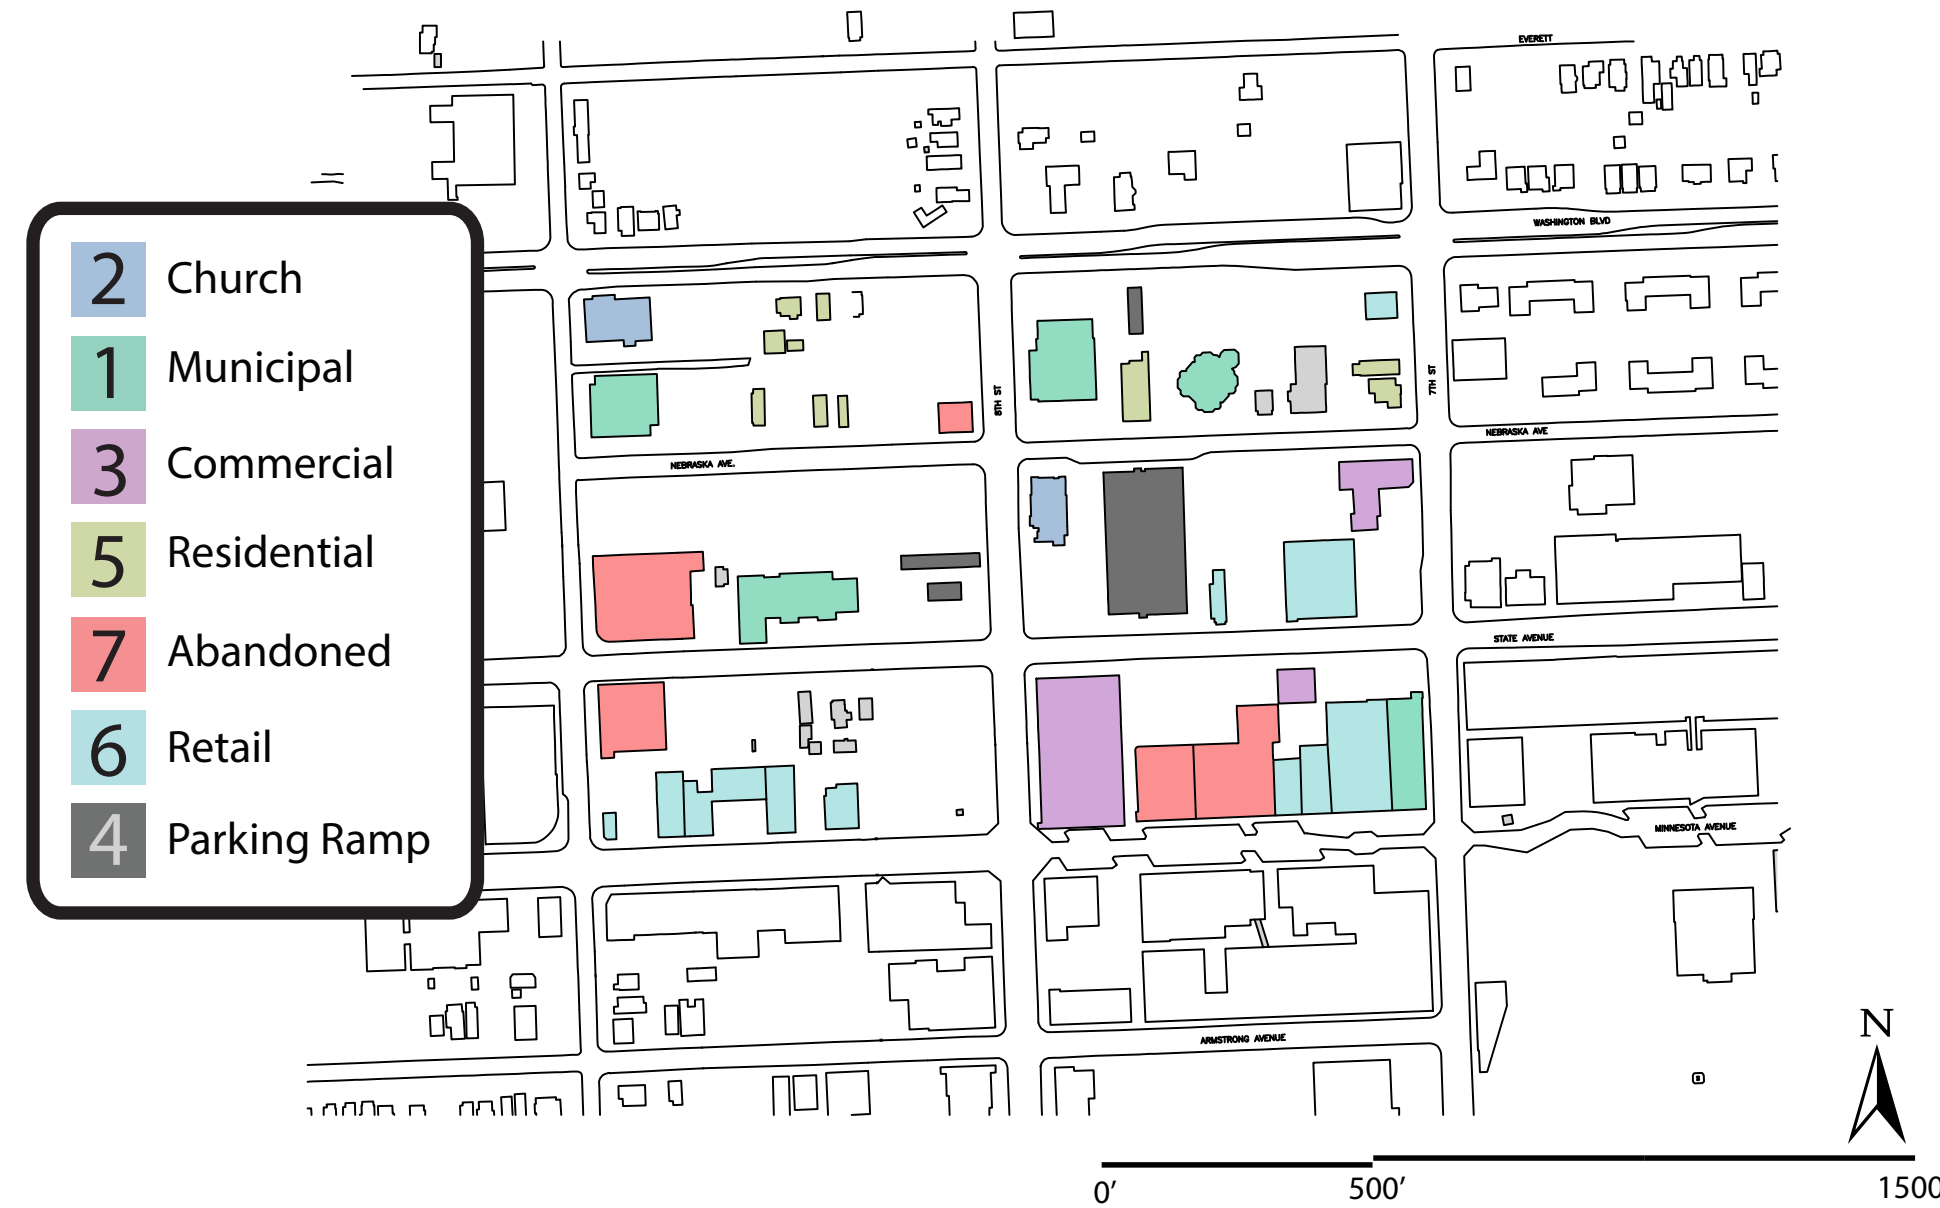 EVERETT
WASHINGTON BLVD
2 Church
1 Municipal
3 Commercial
5 Residential
7 Abandoned
6 Retail
4 Parking Ramp
8TH ST
7TH ST
NEBRASKA AVE
NEBRASKA AVE.
STATE AVENUE
MINNESOTA AVENUE
ARMSTRONG AVENUE
N
0’
500’
1500